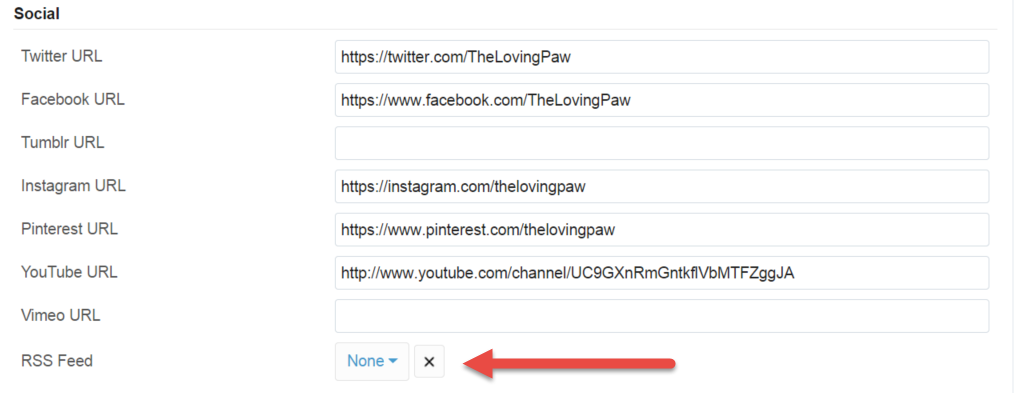 Social
Twitter URL https://twitter.com/TheLovingPaw
Facebook URL https://www.facebook.com/TheLovingPaw
Tumblr URL
Instagram URL https://instagram.com/thelovingpaw
Pinterest URL https://www.pinterest.com/thelovingpaw
YouTube URL http://www.youtube.com/channel/UC9GXnRmGntkflVbMTFZggJA
Vimeo URL
RSS Feed None ×